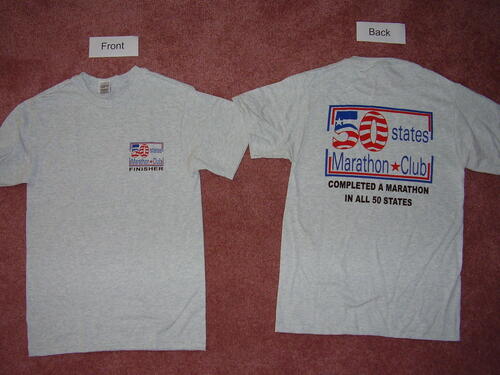 Front
Back
50 states
Marathon★Club
FINISHER
50 states
Marathon★Club
COMPLETED A MARATHON
IN ALL 50 STATES